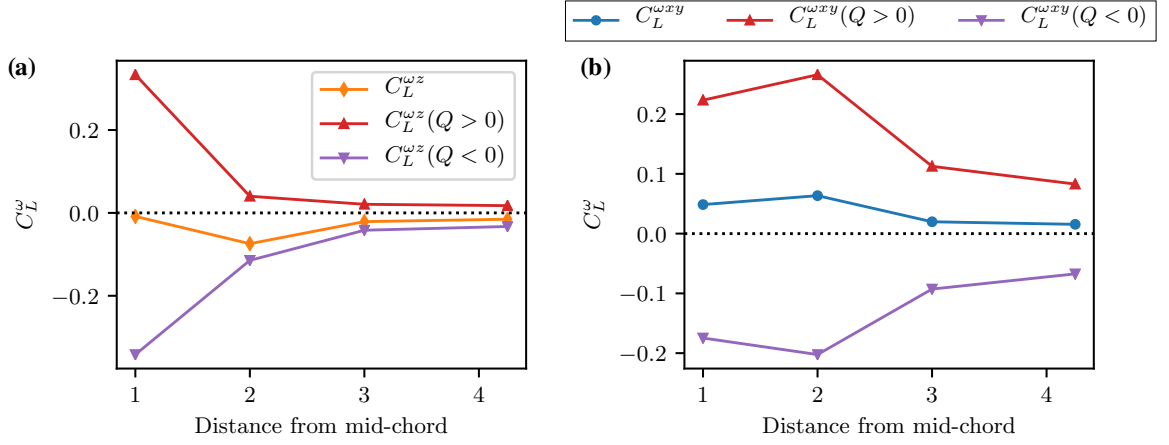 C_L^{ωxy} C_L^{ωxy}(Q > 0) C_L^{ωxy}(Q < 0)
(a)
C_L^{ωz}
C_L^{ωz}(Q > 0)
C_L^{ωz}(Q < 0)
0.2
0.0
−0.2
C_L^ω
1 2 3 4
Distance from mid-chord
(b)
0.2
0.1
0.0
−0.1
−0.2
C_L^ω
1 2 3 4
Distance from mid-chord